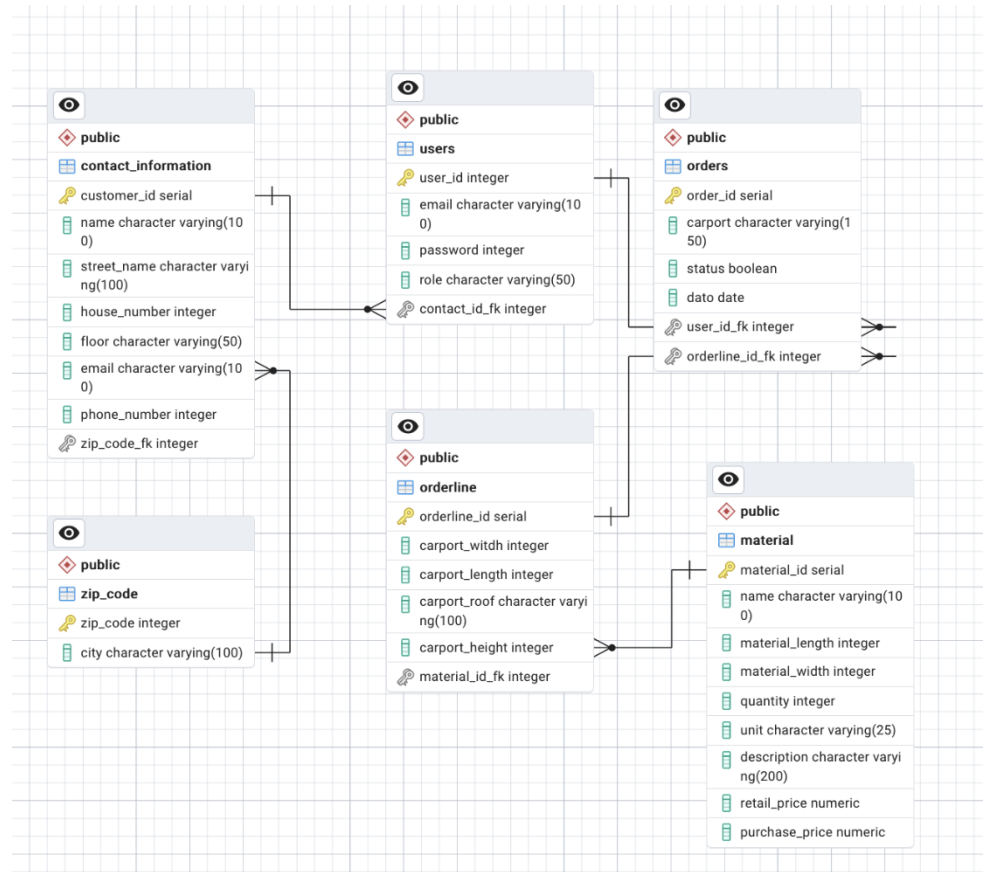 public
contact_information
customer_id serial
name character varying(10
0)
street_name character varyi
ng(100)
house_number integer
floor character varying(50)
email character varying(10
0)
phone_number integer
zip_code_fk integer
public
zip_code
zip_code integer
city character varying(100)
public
users
user_id integer
email character varying(10
0)
password integer
role character varying(50)
contact_id_fk integer
public
orderline
orderline_id serial
carport_witdh integer
carport_length integer
carport_roof character varyi
ng(100)
carport_height integer
material_id_fk integer
public
orders
order_id serial
carport character varying(1
50)
status boolean
dato date
user_id_fk integer
orderline_id_fk integer
public
material
material_id serial
name character varying(10
0)
material_length integer
material_width integer
quantity integer
unit character varying(25)
description character varyi
ng(200)
retail_price numeric
purchase_price numeric